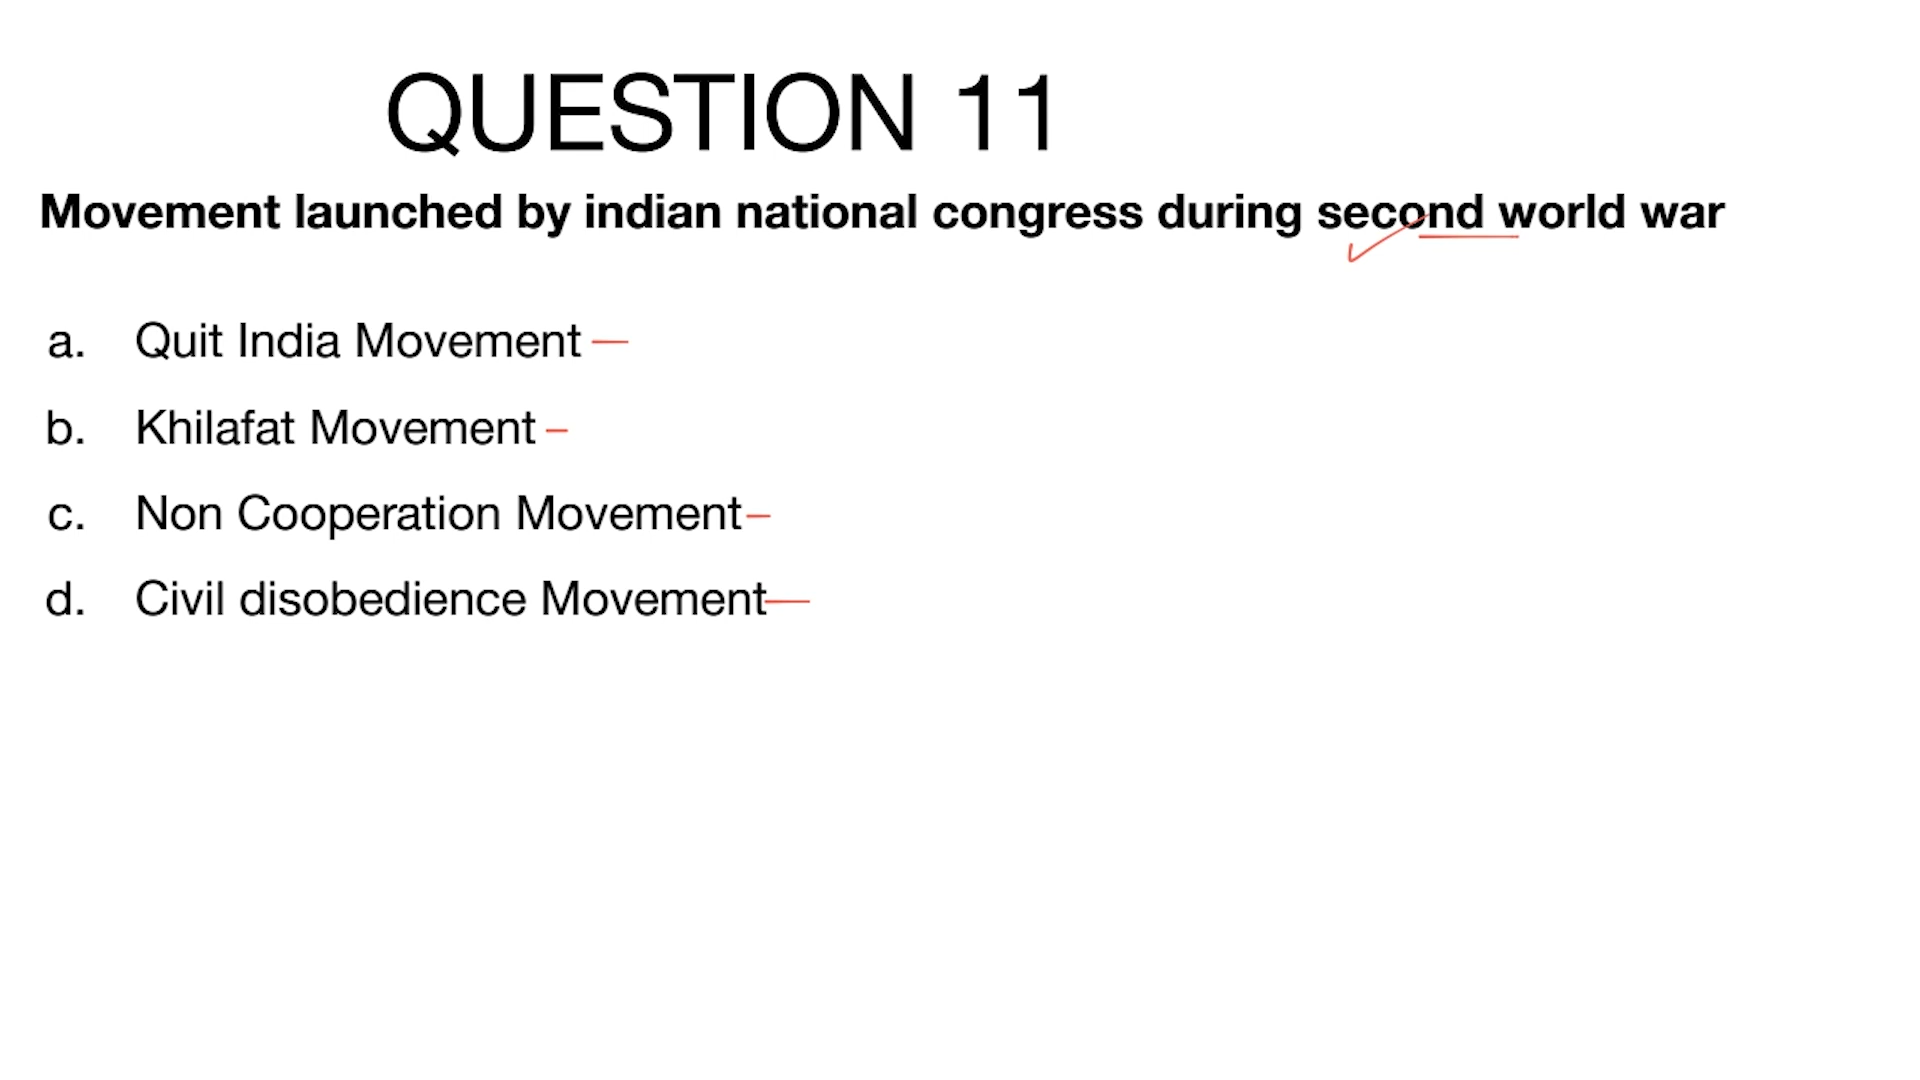 QUESTION 11
Movement launched by indian national congress during second world war
a. Quit India Movement
b. Khilafat Movement
c. Non Cooperation Movement
d. Civil disobedience Movement